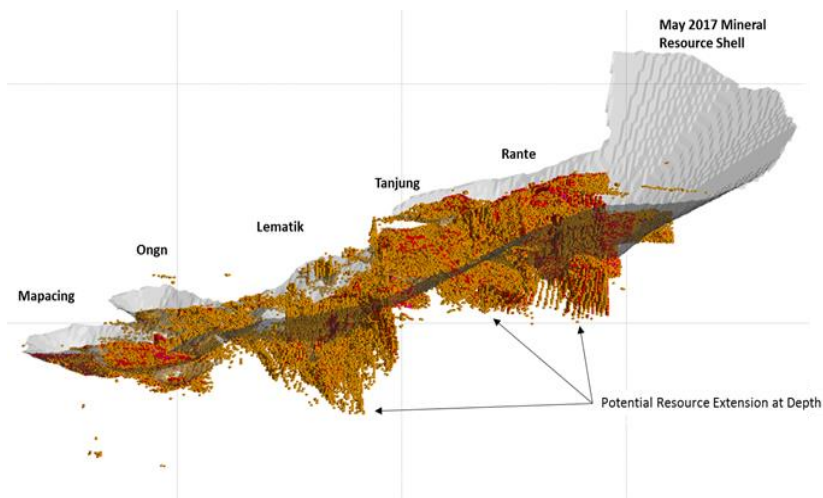 May 2017 Mineral
Resource Shell
Rante
Tanjung
Lematik
Ongn
Mapacing
Potential Resource Extension at Depth